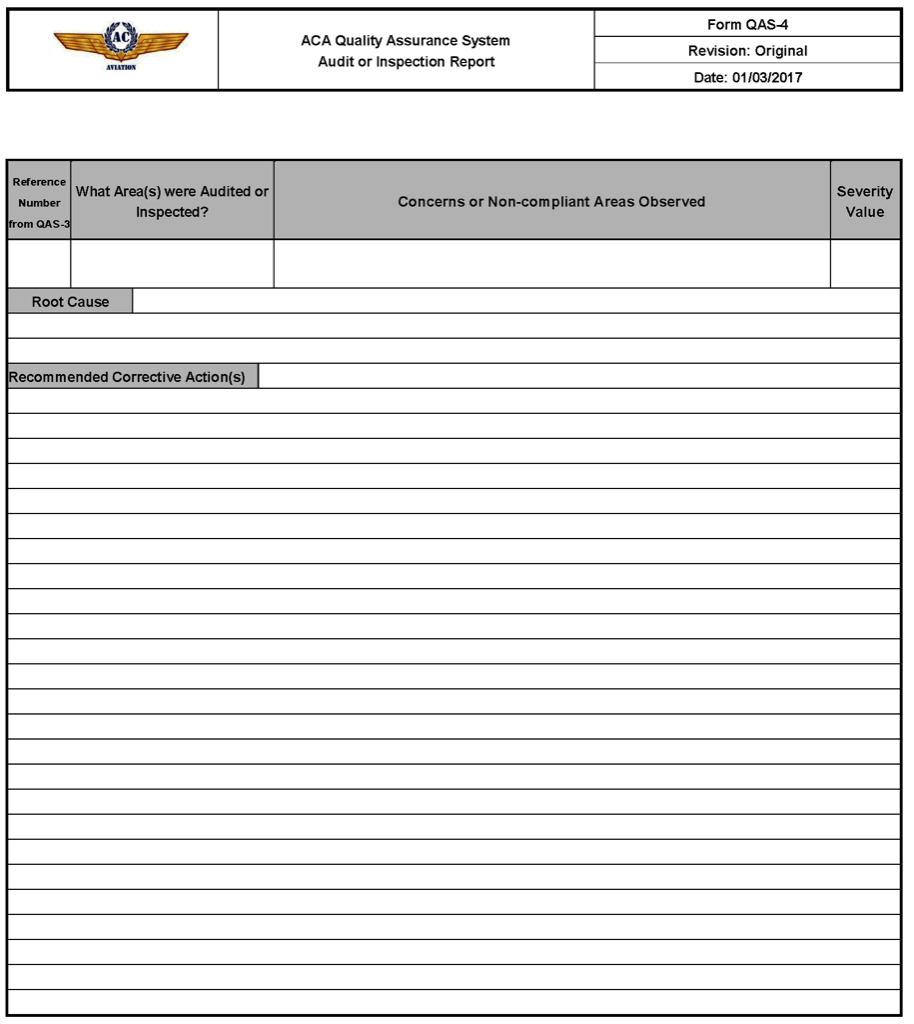 AC
AVIATION
ACA Quality Assurance System
Audit or Inspection Report
Form QAS-4
Revision: Original
Date: 01/03/2017
Reference
Number
from QAS-3
What Area(s) were Audited or
Inspected?
Concerns or Non-compliant Areas Observed
Severity
Value
Root Cause
Recommended Corrective Action(s)